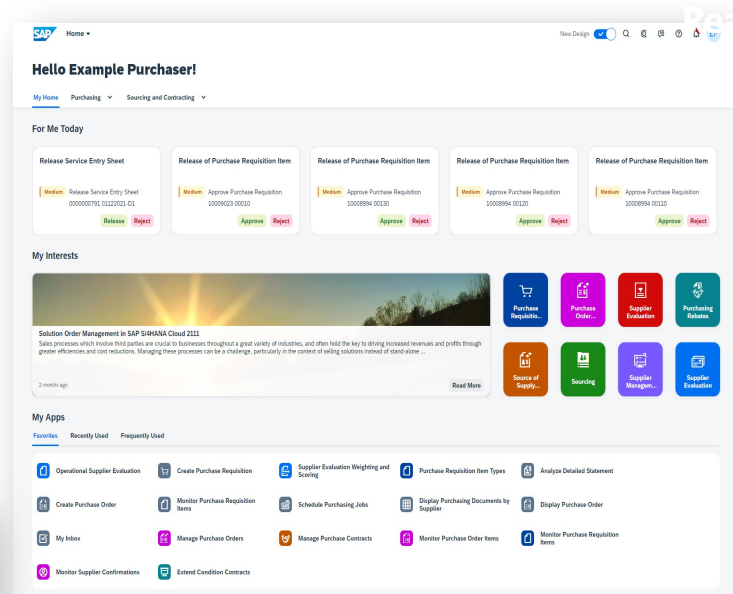 SAP Home
New Design
Hello Example Purchaser!
My Home Purchasing Sourcing and Contracting
For Me Today
Release Service Entry Sheet
Medium Release Service Entry Sheet
0000000791 01122021-D1
Release Reject
Release of Purchase Requisition Item
Medium Approve Purchase Requisition
10009023 00010
Approve Reject
Release of Purchase Requisition Item
Medium Approve Purchase Requisition
10008994 00130
Approve Reject
Release of Purchase Requisition Item
Medium Approve Purchase Requisition
10008994 00120
Approve Reject
Release of Purchase Requisition Item
Medium Approve Purchase Requisition
10008994 00110
Approve Reject
My Interests
Solution Order Management in SAP S/4HANA Cloud 2111
Sales processes which involve third parties are crucial to businesses throughout a great variety of industries, and often hold the key to driving increased revenues and profits through
greater efficiencies and cost reductions. Managing these processes can be a challenge, particularly in the context of selling solutions instead of stand-alone ...
2 months ago
Read More
Purchase
Requisitio...
Purchase
Order...
Supplier
Evaluation
Purchasing
Rebates
Source of
Supply...
Sourcing
Supplier
Managem...
Supplier
Evaluation
My Apps
Favorites Recently Used Frequently Used
Operational Supplier Evaluation
Create Purchase Requisition
Supplier Evaluation Weighting and
Scoring
Purchase Requisition Item Types
Analyze Detailed Statement
Create Purchase Order
Monitor Purchase Requisition
Items
Schedule Purchasing Jobs
Display Purchasing Documents by
Supplier
Display Purchase Order
My Inbox
Manage Purchase Orders
Manage Purchase Contracts
Monitor Purchase Order Items
Monitor Purchase Requisition
Items
Monitor Supplier Confirmations
Extend Condition Contracts